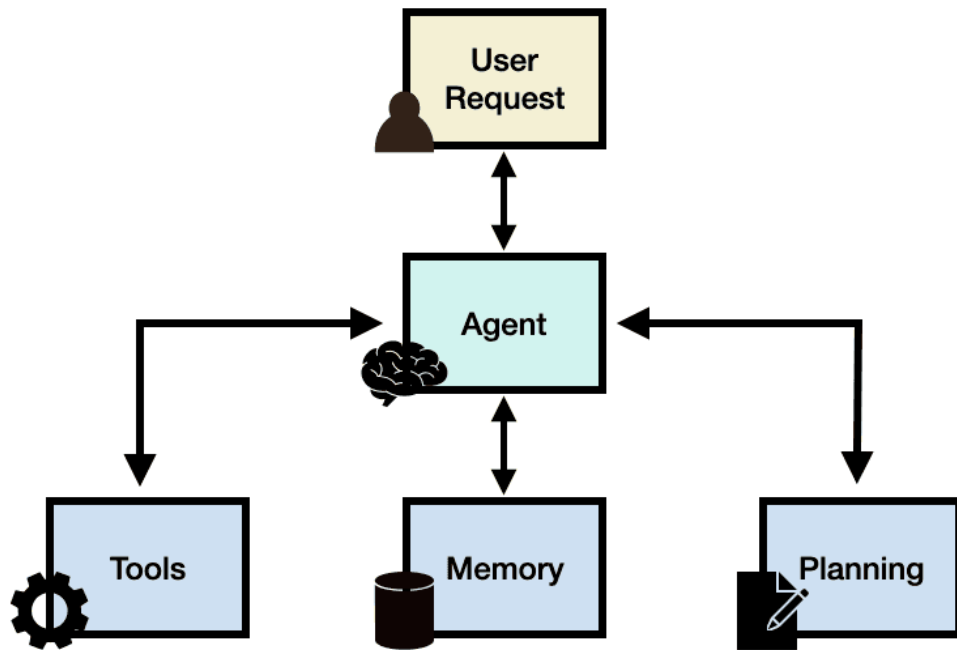 User
Request
Agent
Tools
Memory
Planning